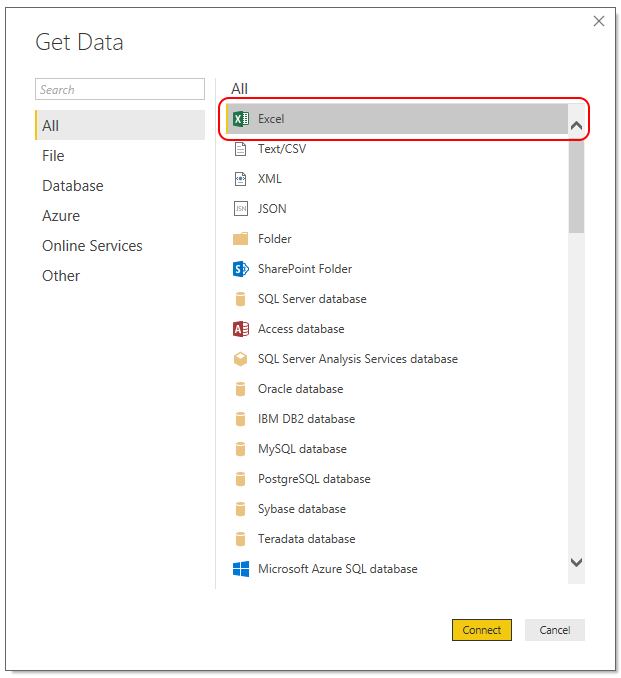 Get Data
Search
All
File
Database
Azure
Online Services
Other
All
Excel
Text/CSV
XML
JSON
Folder
SharePoint Folder
SQL Server database
Access database
SQL Server Analysis Services database
Oracle database
IBM DB2 database
MySQL database
PostgreSQL database
Sybase database
Teradata database
Microsoft Azure SQL database
Connect
Cancel